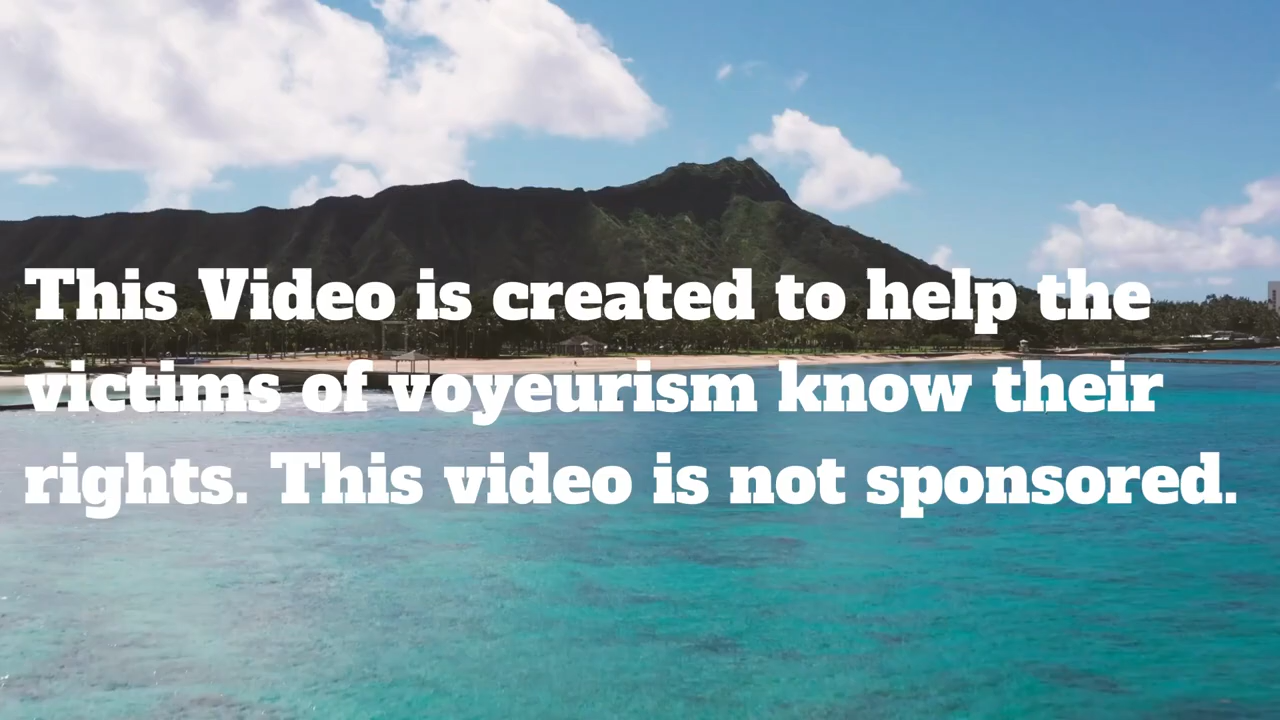 This Video is created to help the
victims of voyeurism know their
rights. This video is not sponsored.